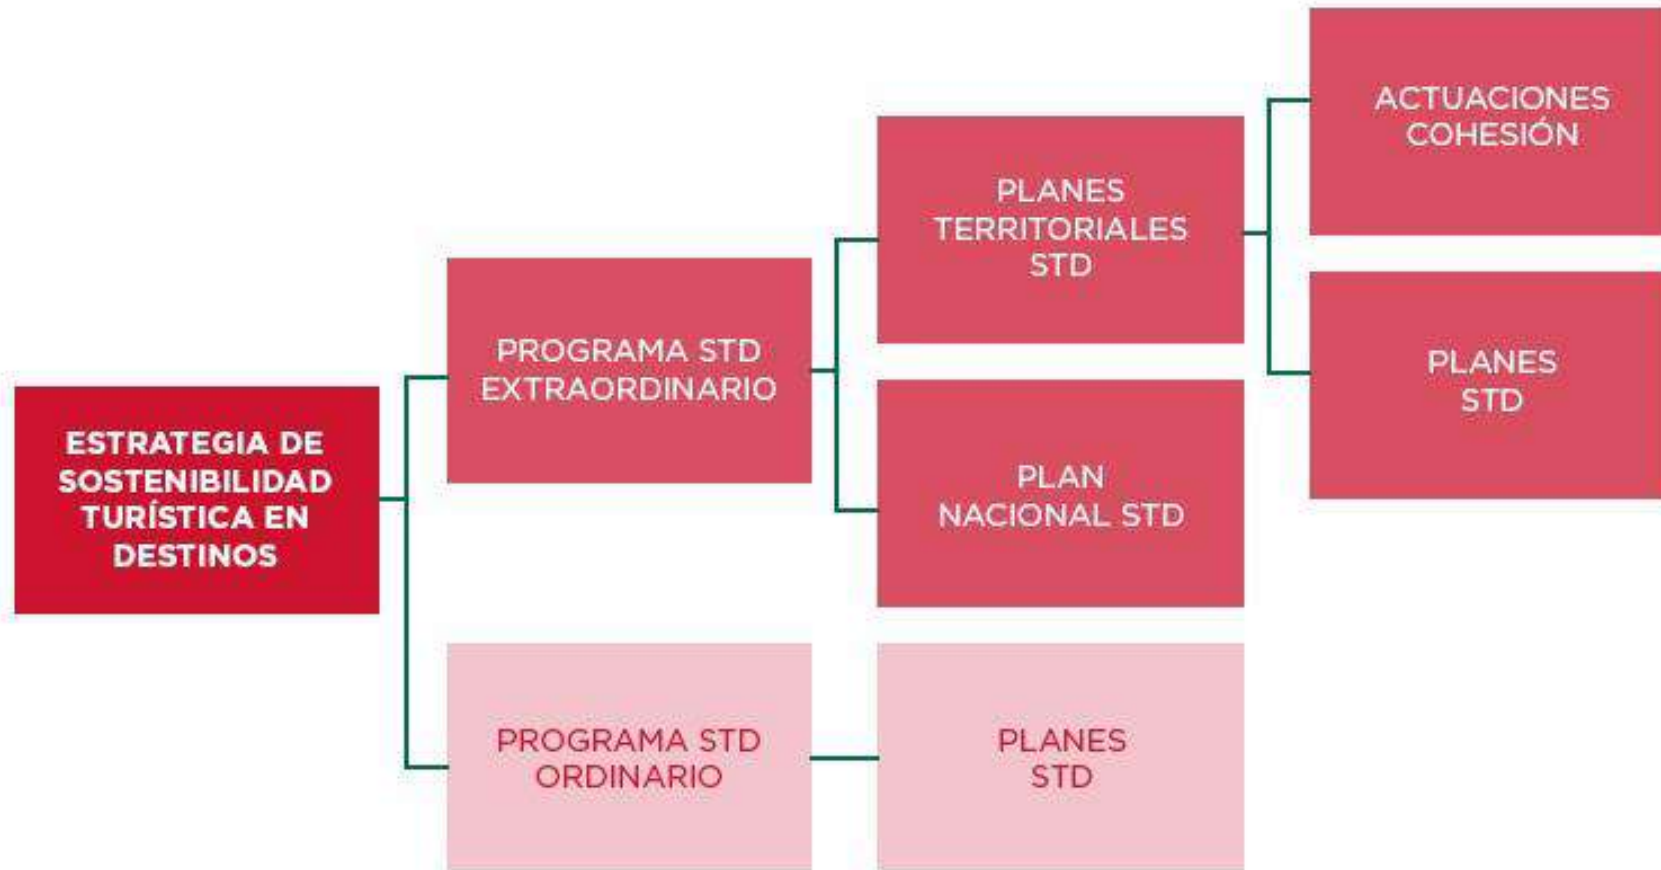 ESTRATEGIA DE
SOSTENIBILIDAD
TURÍSTICA EN
DESTINOS
PROGRAMA STD
EXTRAORDINARIO
PLANES
TERRITORIALES
STD
ACTUACIONES
COHESIÓN
PLANES
STD
PLAN
NACIONAL STD
PROGRAMA STD
ORDINARIO
PLANES
STD